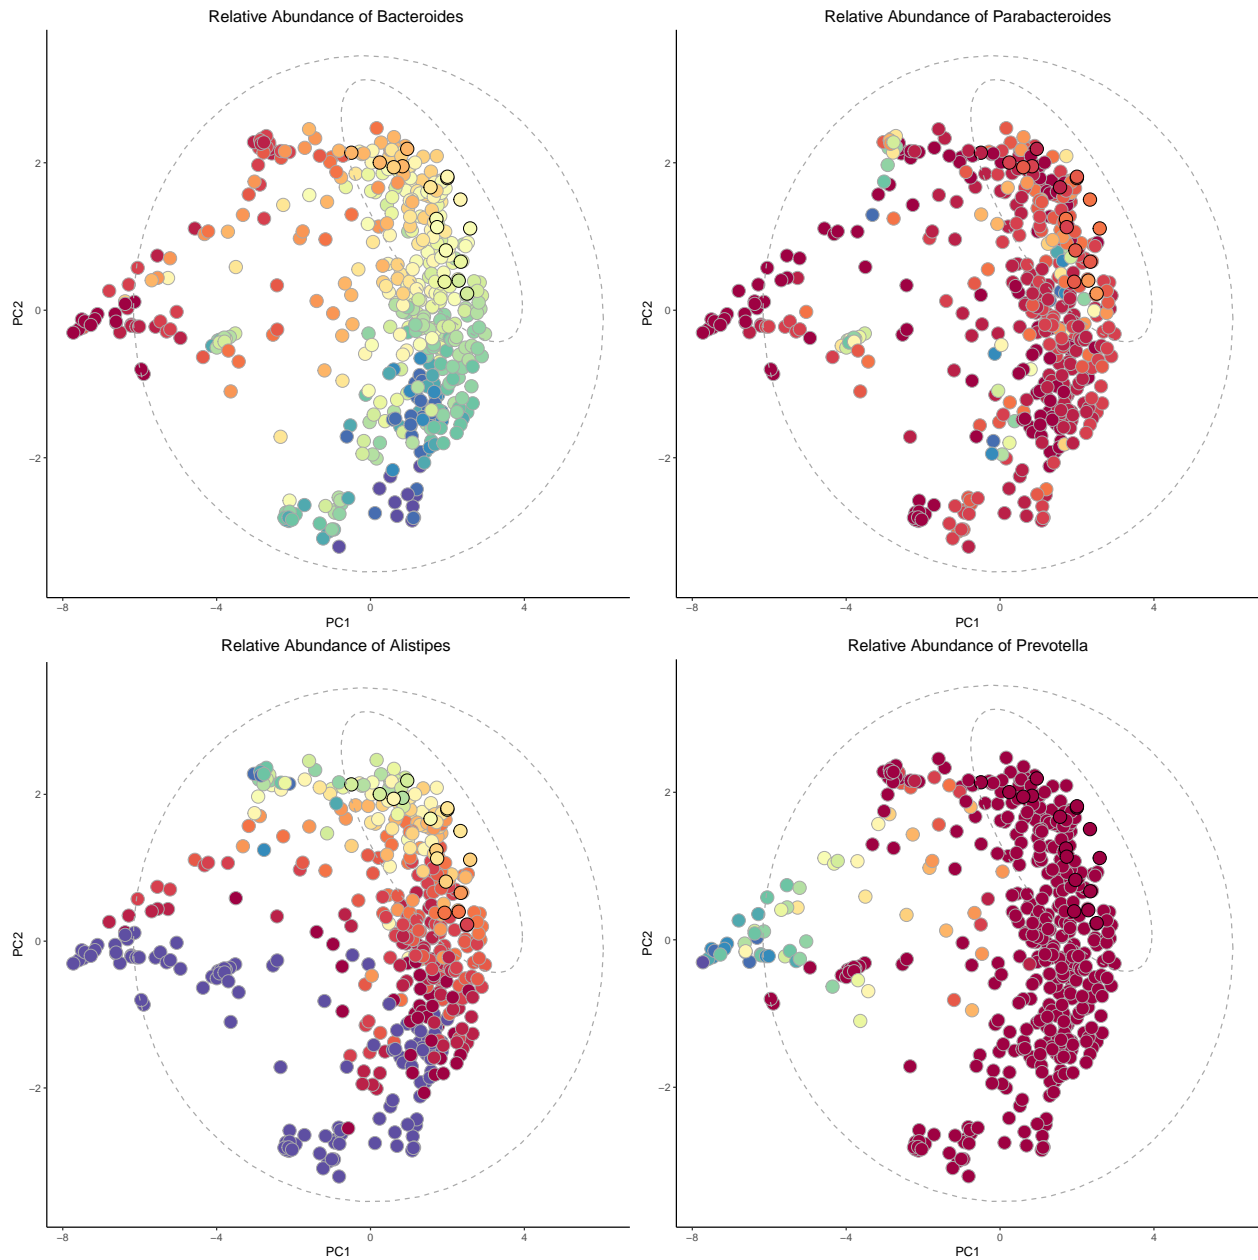 Relative Abundance of Bacteroides
2
0
−2
PC2
−8
−4
0
4
PC1
Relative Abundance of Parabacteroides
2
0
−2
PC2
−8
−4
0
4
PC1
Relative Abundance of Alistipes
2
0
−2
PC2
−8
−4
0
4
PC1
Relative Abundance of Prevotella
2
0
−2
PC2
−8
−4
0
4
PC1